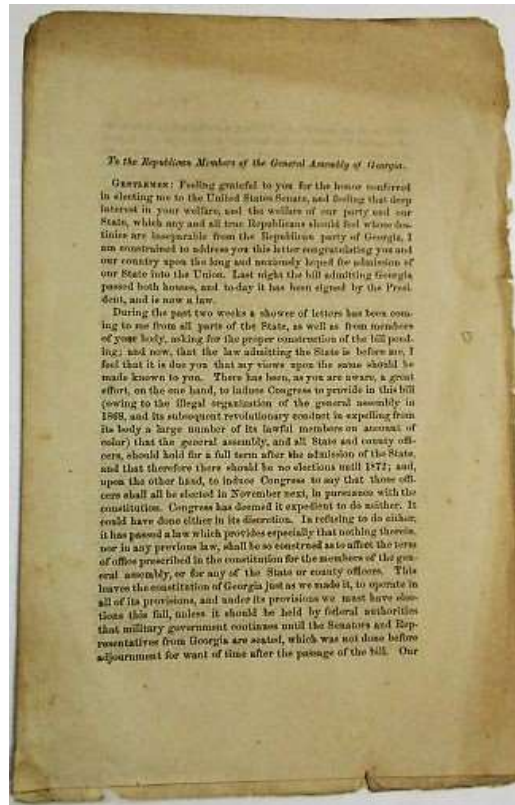 To the Republican Members of the General Assembly of Georgia.
GENTLEMEN: Feeling grateful to you for the honor conferred
in electing me to the United States Senate, and feeling that deep
interest in your welfare, and the welfare of our party and our
State, which any and all true Republicans should feel whose des-
tinies are inseparable from the Republican party of Georgia, I
am constrained to address you this letter congratulating you and
our country upon the long and anxiously hoped for admission of
our State into the Union. Last night the bill admitting Georgia
passed both houses, and to-day it has been signed by the Presi-
dent, and is now a law.
During the past two weeks a shower of letters has been com-
ing to me from all parts of the State, as well as from members
of your body, asking for the proper construction of the bill pend-
ing; and now, that the law admitting the State is before me, I
feel that it is due you that my views upon the same should be
made known to you. There has been, as you are aware, a great
effort, on the one hand, to induce Congress to provide in this bill
(owing to the illegal organization of the general assembly in
1868, and its subsequent revolutionary conduct in expelling from
its body a large number of its lawful members on account of
color) that the general assembly, and all State and county offi-
cers, should hold for a full term after the admission of the State,
and that therefore there should be no elections until 1872; and,
upon the other hand, to induce Congress to say that those offi-
cers shall all be elected in November next, in pursuance with the
constitution. Congress has deemed it expedient to do neither. It
could have done either in its discretion. In refusing to do either,
it has passed a law which provides especially that nothing therein,
nor in any previous law, shall be so construed as to affect the term
of office prescribed in the constitution for the members of the gen-
eral assembly, or for any of the State or county officers. This
leaves the constitution of Georgia just as we made it, to operate in
all of its provisions, and under its provisions we must have elec-
tions this fall, unless it should be held by federal authorities
that military government continues until the Senators and Rep-
resentatives from Georgia are seated, which was not done before
adjournment for want of time after the passage of the bill. Our